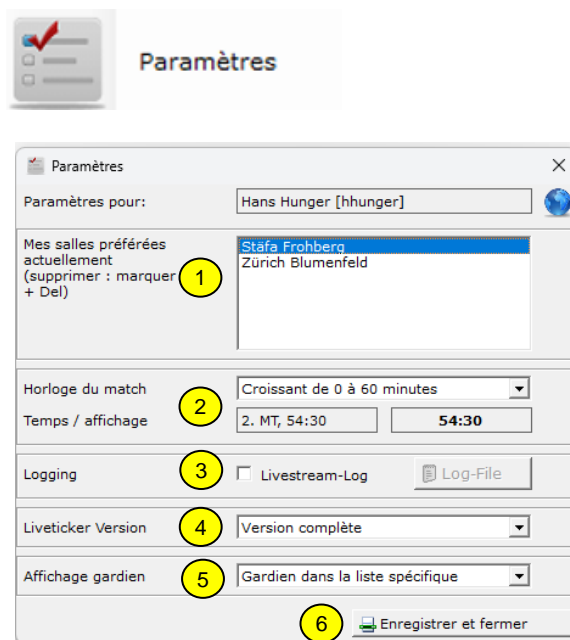 Paramètres
Paramètres
Paramètres pour:
Hans Hunger [hhunger]
Mes salles préférées
actuellement
(supprimer : marquer
+ Del)
1
Stäfa Frohberg
Zürich Blumenfeld
Horloge du match
Croissant de 0 à 60 minutes
2
Temps / affichage
2. MT, 54:30
54:30
Logging
3
Livestream-Log
Log-File
Liveticker Version
4
Version complète
Affichage gardien
5
Gardien dans la liste spécifique
6
Enregistrer et fermer